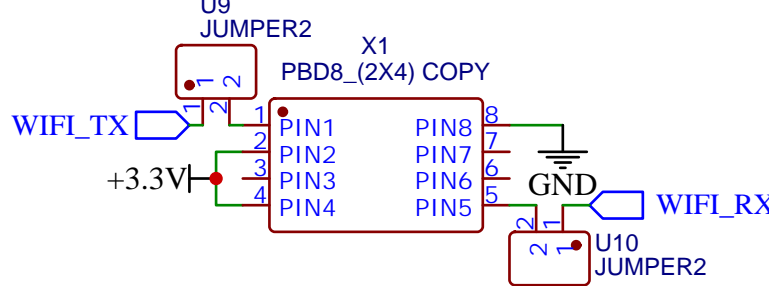 U9
JUMPER2
X1
PBD8_(2X4) COPY
1 2
1 2
WIFI_TX
1 PIN1 PIN8 8
2 PIN2 PIN7 7
3 PIN3 PIN6 6
4 PIN4 PIN5 5
+3.3V
GND
WIFI_RX
2 1
2 1
U10
JUMPER2